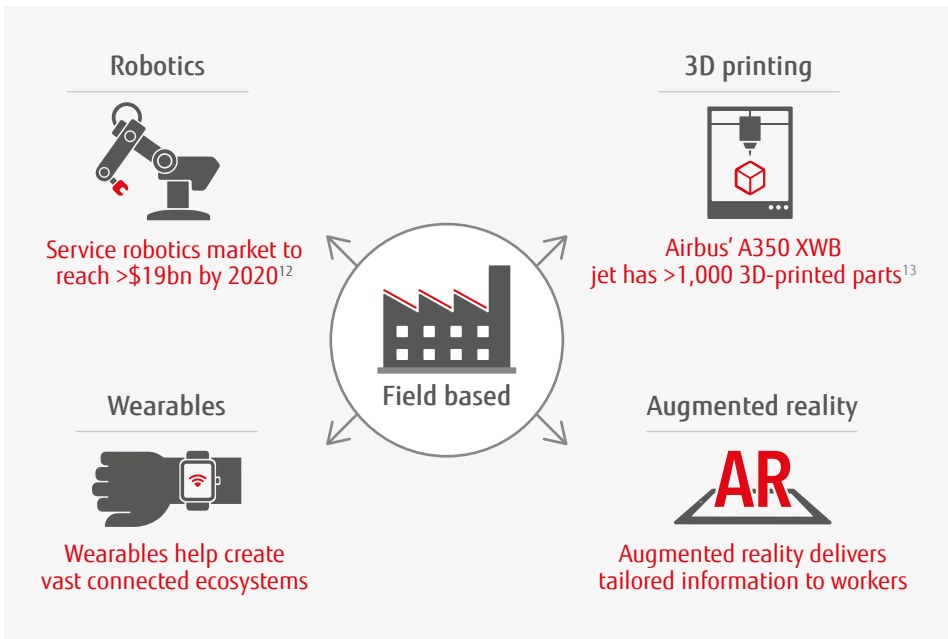 Robotics
Service robotics market to
reach >$19bn by 2020¹²
3D printing
Airbus’ A350 XWB
jet has >1,000 3D-printed parts¹³
Field based
Wearables
Wearables help create
vast connected ecosystems
Augmented reality
AR
Augmented reality delivers
tailored information to workers